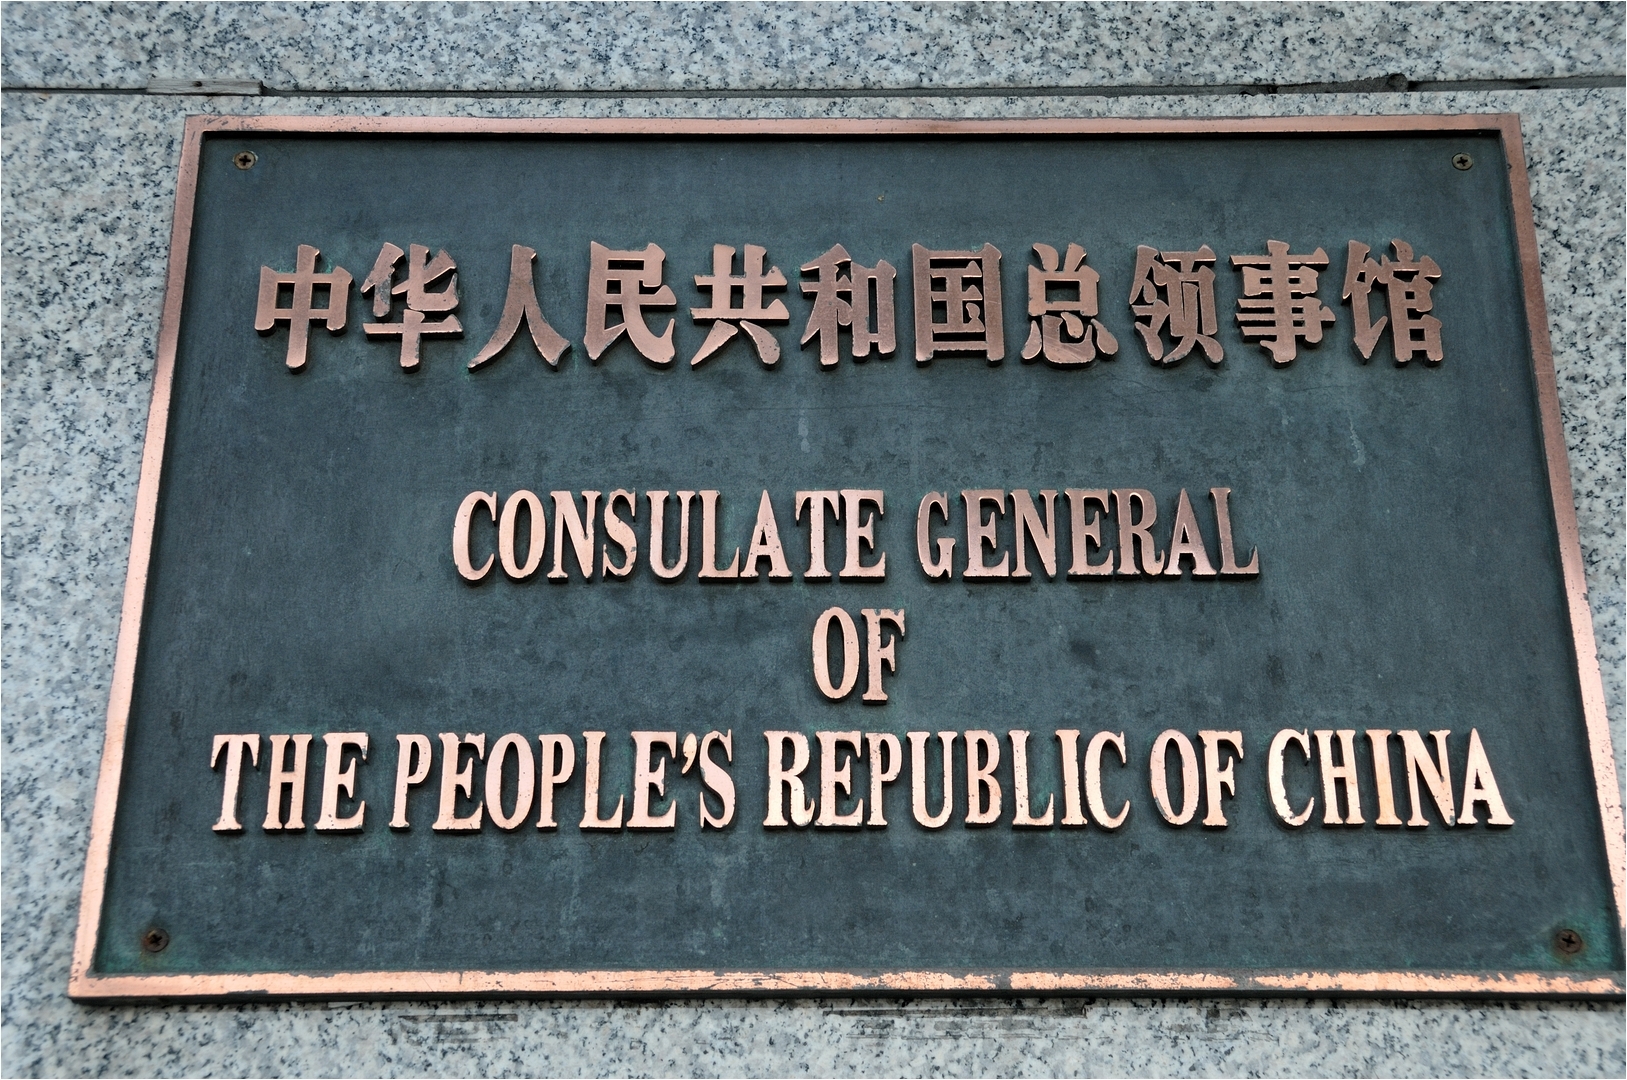 中华人民共和国总领事馆
CONSULATE GENERAL
OF
THE PEOPLE'S REPUBLIC OF CHINA